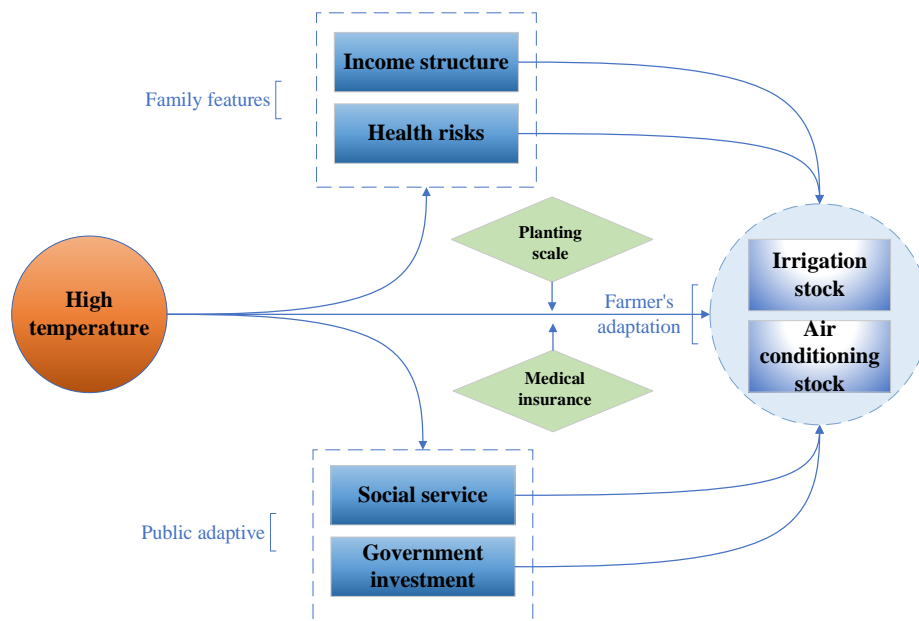 Income structure
Family features
Health risks
Planting
scale
High
temperature
Farmer's
adaptation
Irrigation
stock
Air
conditioning
stock
Medical
insurance
Social service
Public adaptive
Government
investment